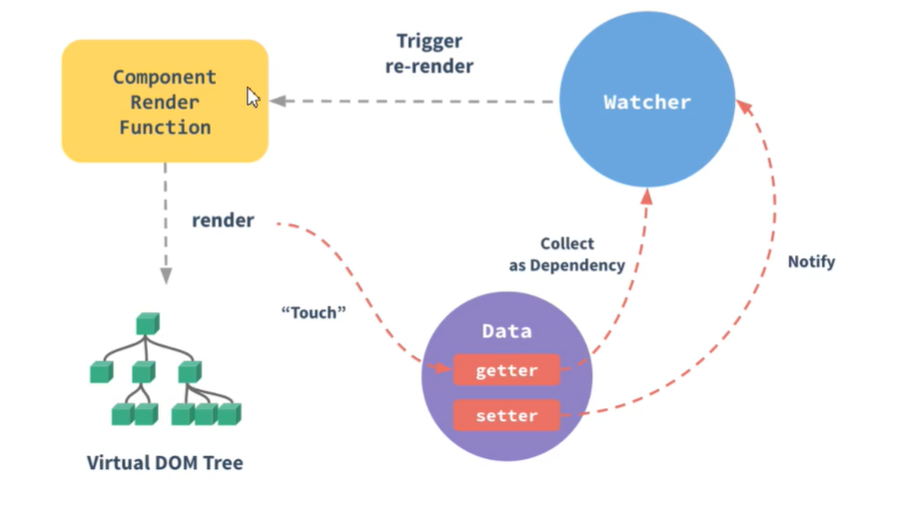 Trigger
re-render
Component
Render
Function
Watcher
render
Collect
as Dependency
Notify
“Touch”
Data
getter
setter
Virtual DOM Tree